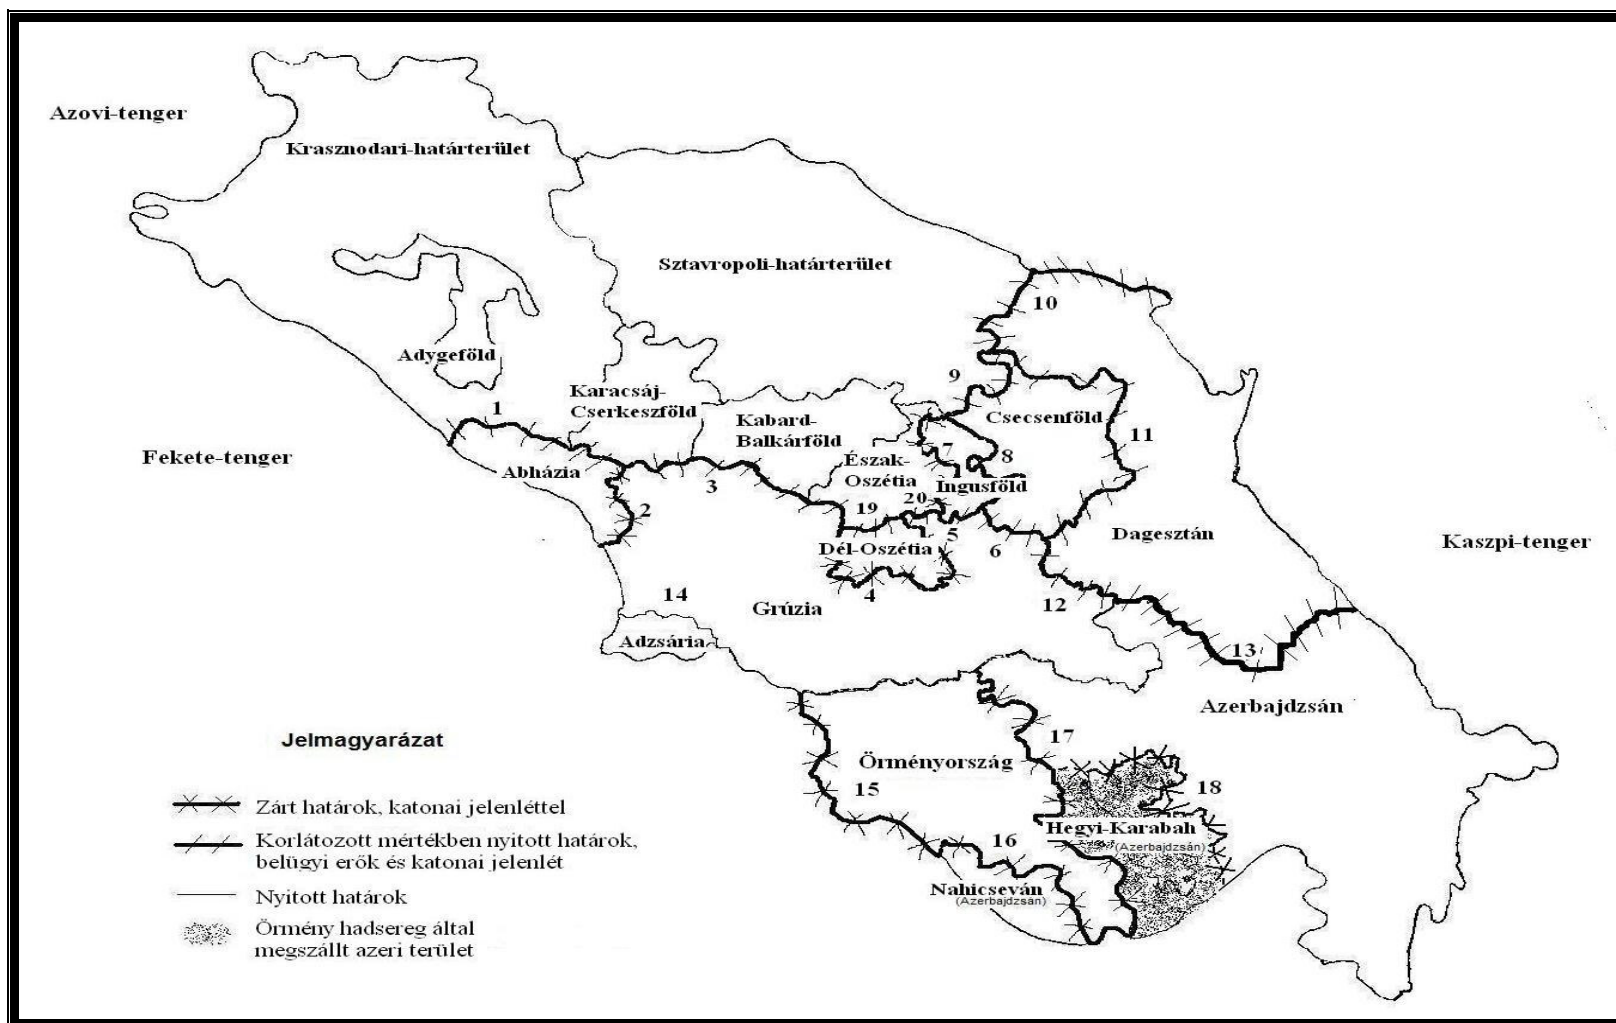 Azovi-tenger
Krasznodari-határterület
Sztavropoli-határterület
10
Adygeföld
9
Karacsáj-
Cserkeszföld
1
Kabard-
Balkárföld
Csecsenföld
11
Fekete-tenger
Abházia
Észak-
Oszétia
7
8
Ingusföld
3
2
19
20
5
6
Dagesztán
Kaszpi-tenger
Dél-Oszétia
4
14
Grúzia
12
Adzsária
13
Azerbajdzsán
Jelmagyarázat
17
Örményország
15
18
Zárt határok, katonai jelenléttel
Korlátozott mértékben nyitott határok,
belügyi erők és katonai jelenlét
Hegyi-Karabah
(Azerbajdzsán)
16
Nahicseván
(Azerbajdzsán)
Nyitott határok
Örmény hadsereg által
megszállt azeri terület